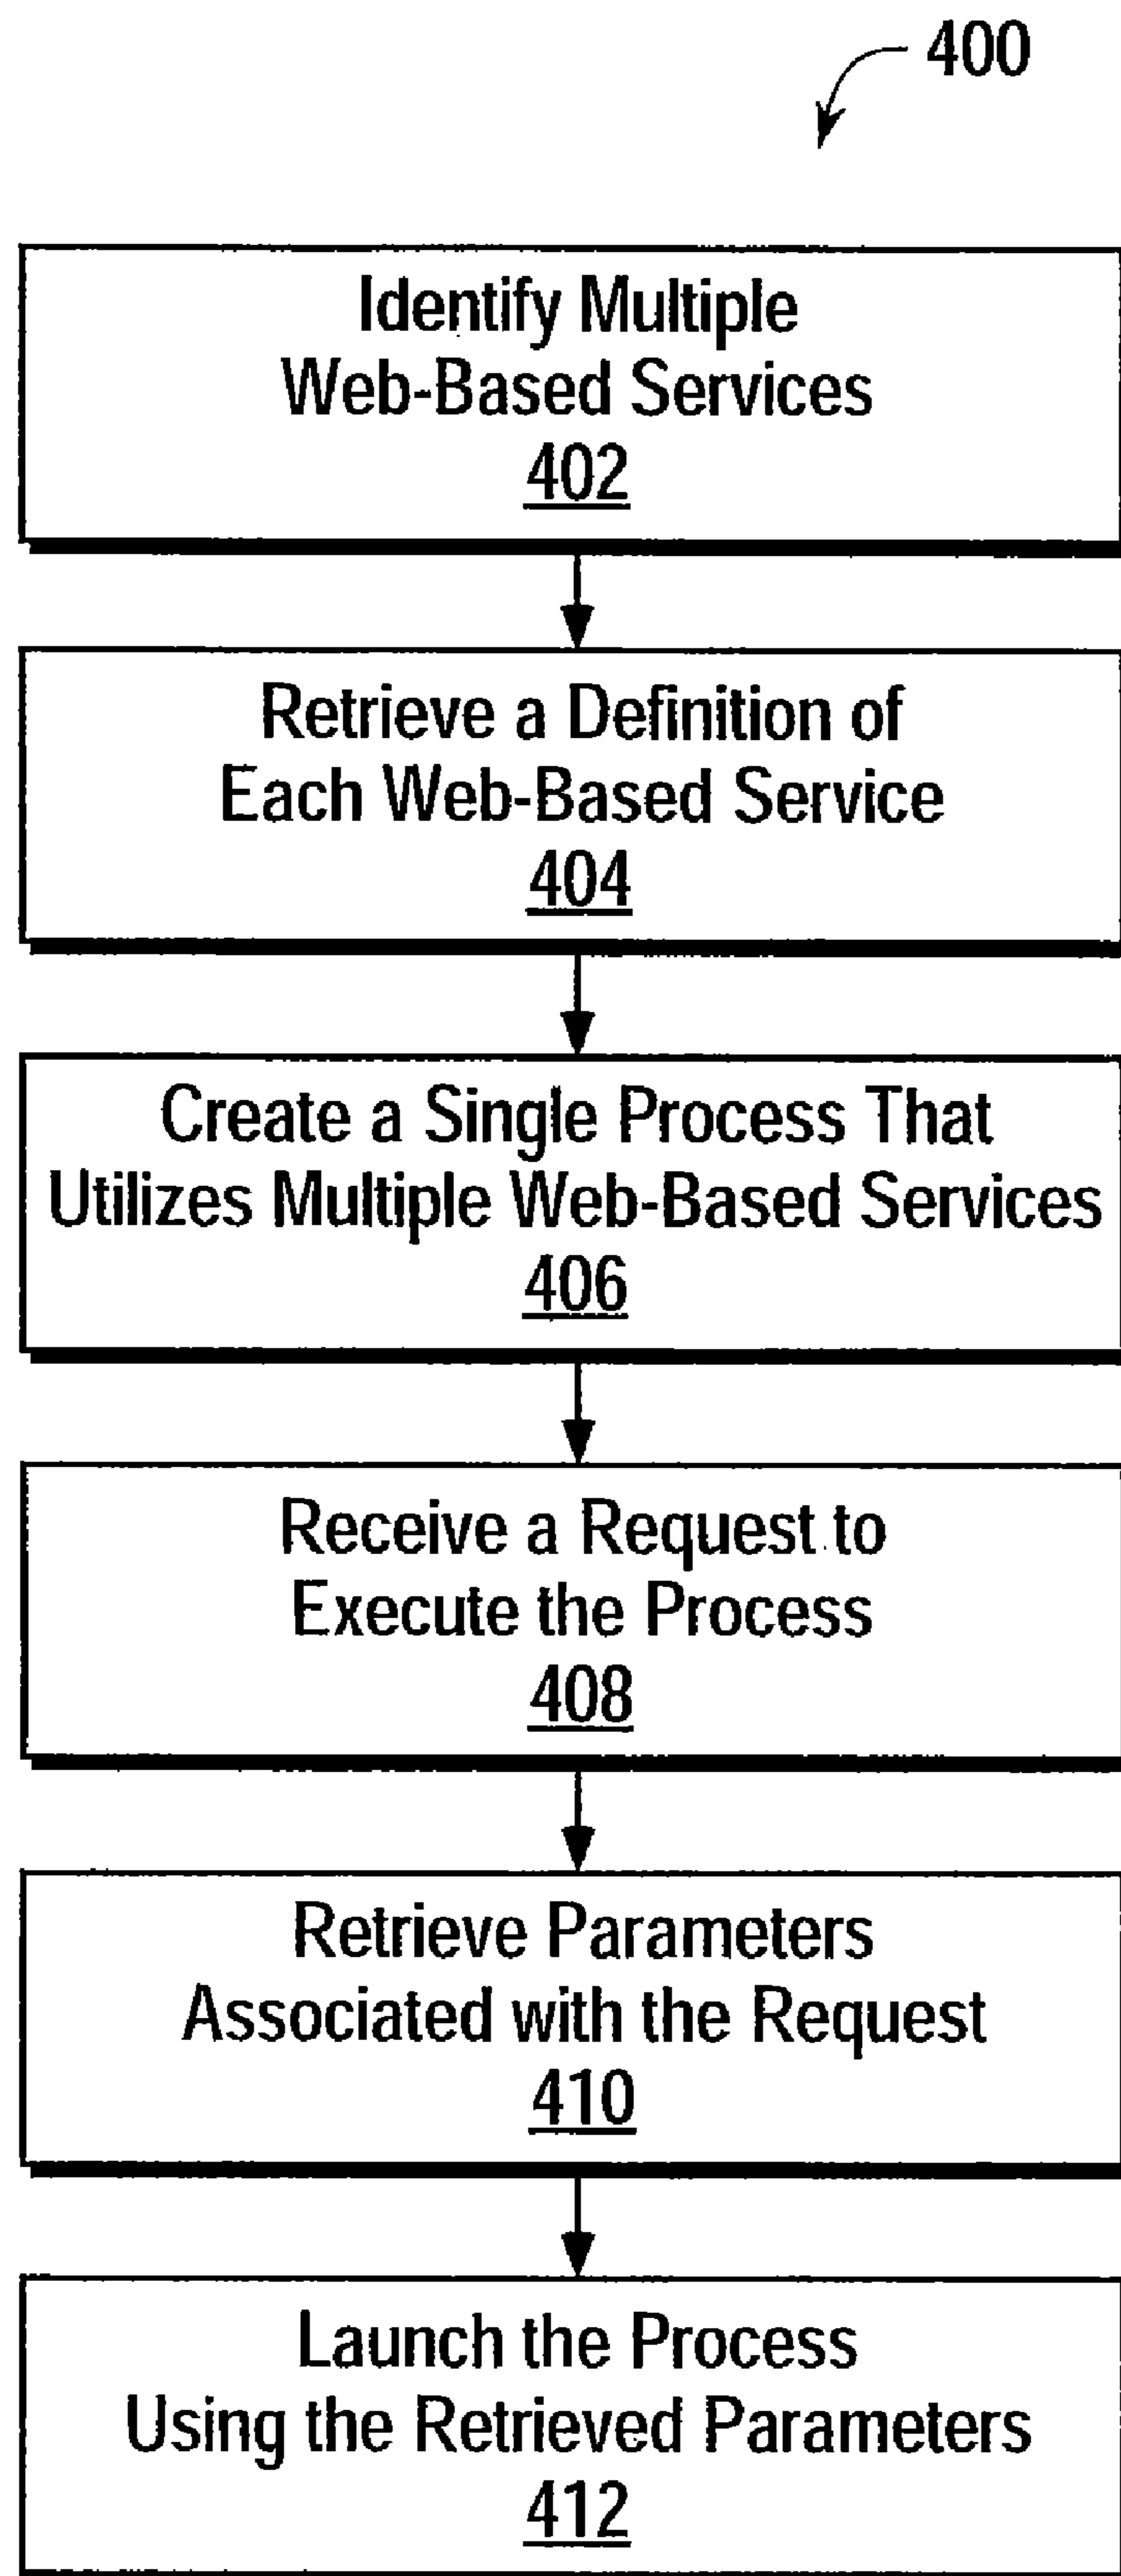 400
Identify Multiple
Web-Based Services
402
Retrieve a Definition of
Each Web-Based Service
404
Create a Single Process That
Utilizes Multiple Web-Based Services
406
Receive a Request to
Execute the Process
408
Retrieve Parameters
Associated with the Request
410
Launch the Process
Using the Retrieved Parameters
412